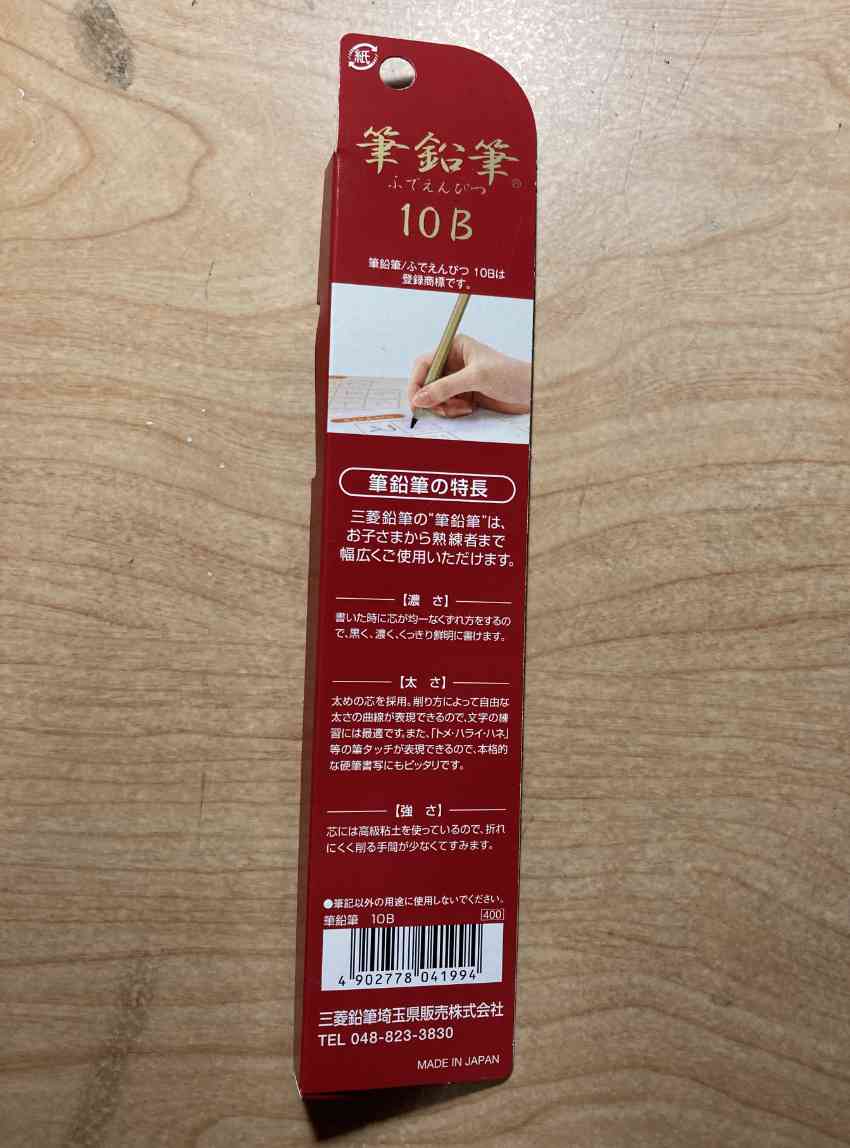 紙
筆鉛筆®
ふでえんぴつ
10B
筆鉛筆/ふでえんぴつ 10Bは
登録商標です。
筆鉛筆の特長
三菱鉛筆の"筆鉛筆"は、
お子さまから熟練者まで
幅広くご使用いただけます。
【濃 さ】
書いた時に芯が均一なくずれ方をするの
で、黒く、濃く、くっきり鮮明に書けます。
【太 さ】
太めの芯を採用。削り方によって自由な
太さの曲線が表現できるので、文字の練
習には最適です。また、「トメ・ハライ・ハネ」
等の筆タッチが表現できるので、本格的
な硬筆書写にもピッタリです。
【強 さ】
芯には高級粘土を使っているので、折れ
にくく削る手間が少なくてすみます。
●筆記以外の用途に使用しないでください。
筆鉛筆 10B 400
4 902778 041994
三菱鉛筆埼玉県販売株式会社
TEL 048-823-3830
MADE IN JAPAN